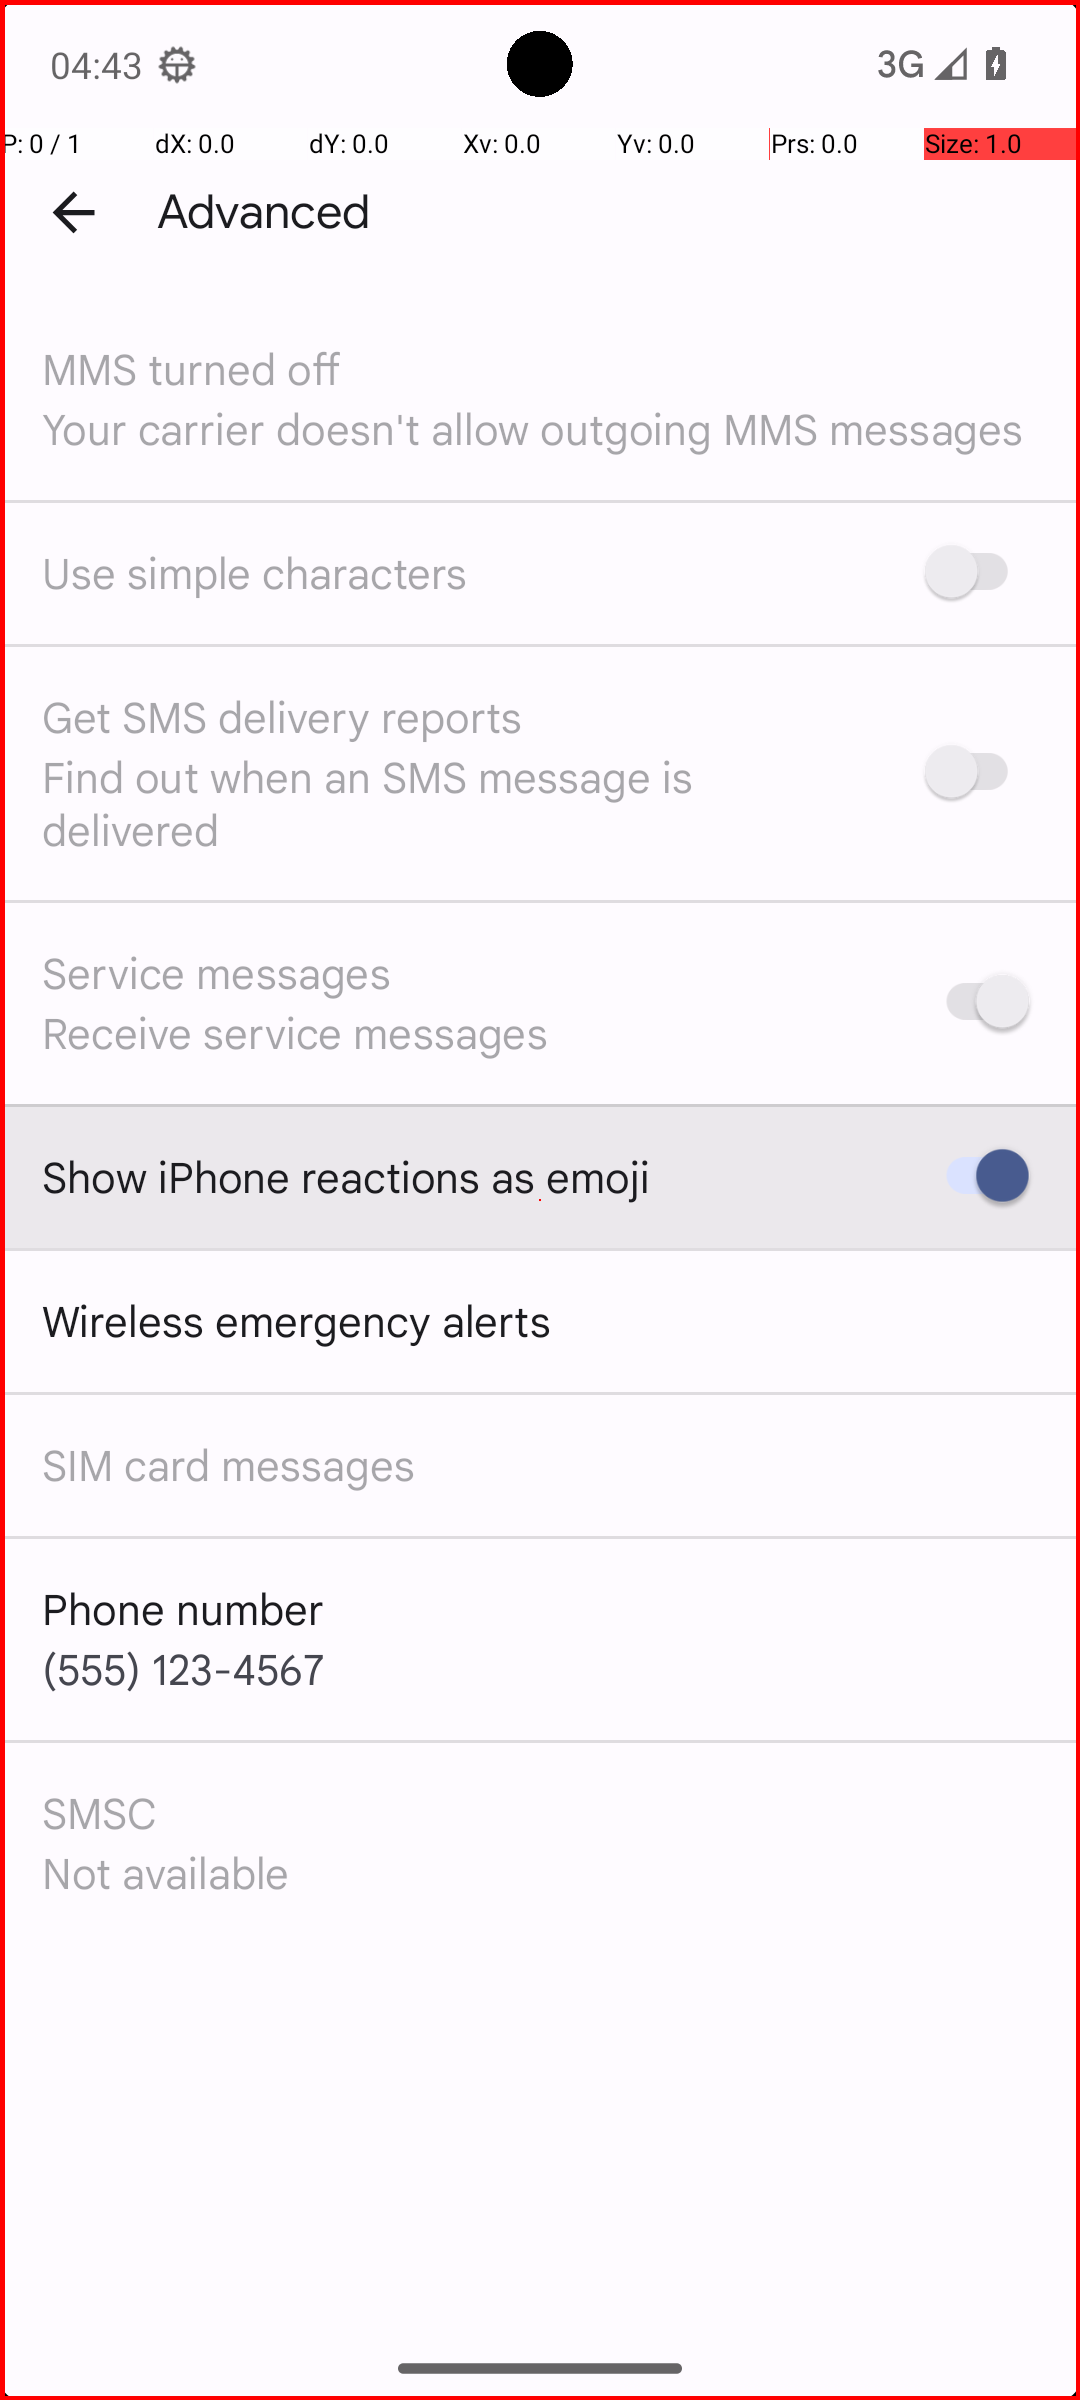 04:43
3G
P: 0 / 1 dX: 0.0 dY: 0.0 Xv: 0.0 Yv: 0.0 Prs: 0.0 Size: 1.0
Advanced
MMS turned off
Your carrier doesn't allow outgoing MMS messages
Use simple characters
Get SMS delivery reports
Find out when an SMS message is
delivered
Service messages
Receive service messages
Show iPhone reactions as emoji
Wireless emergency alerts
SIM card messages
Phone number
(555) 123-4567
SMSC
Not available